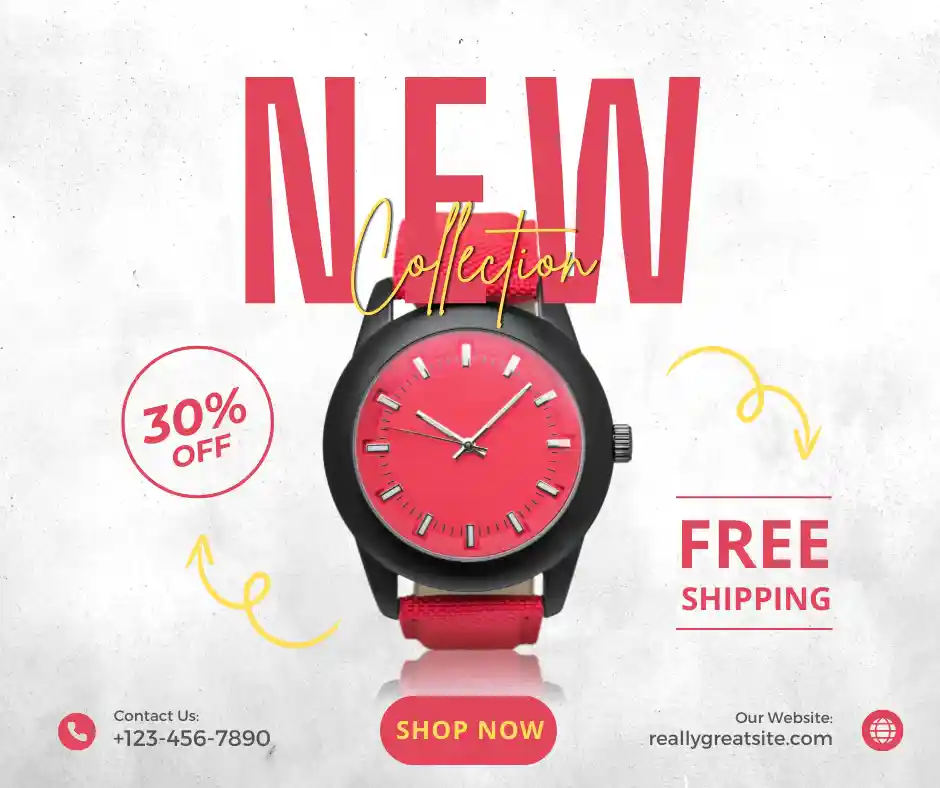 NEW
Collection
30%
OFF
FREE
SHIPPING
Contact Us:
+123-456-7890
SHOP NOW
Our Website:
reallygreatsite.com